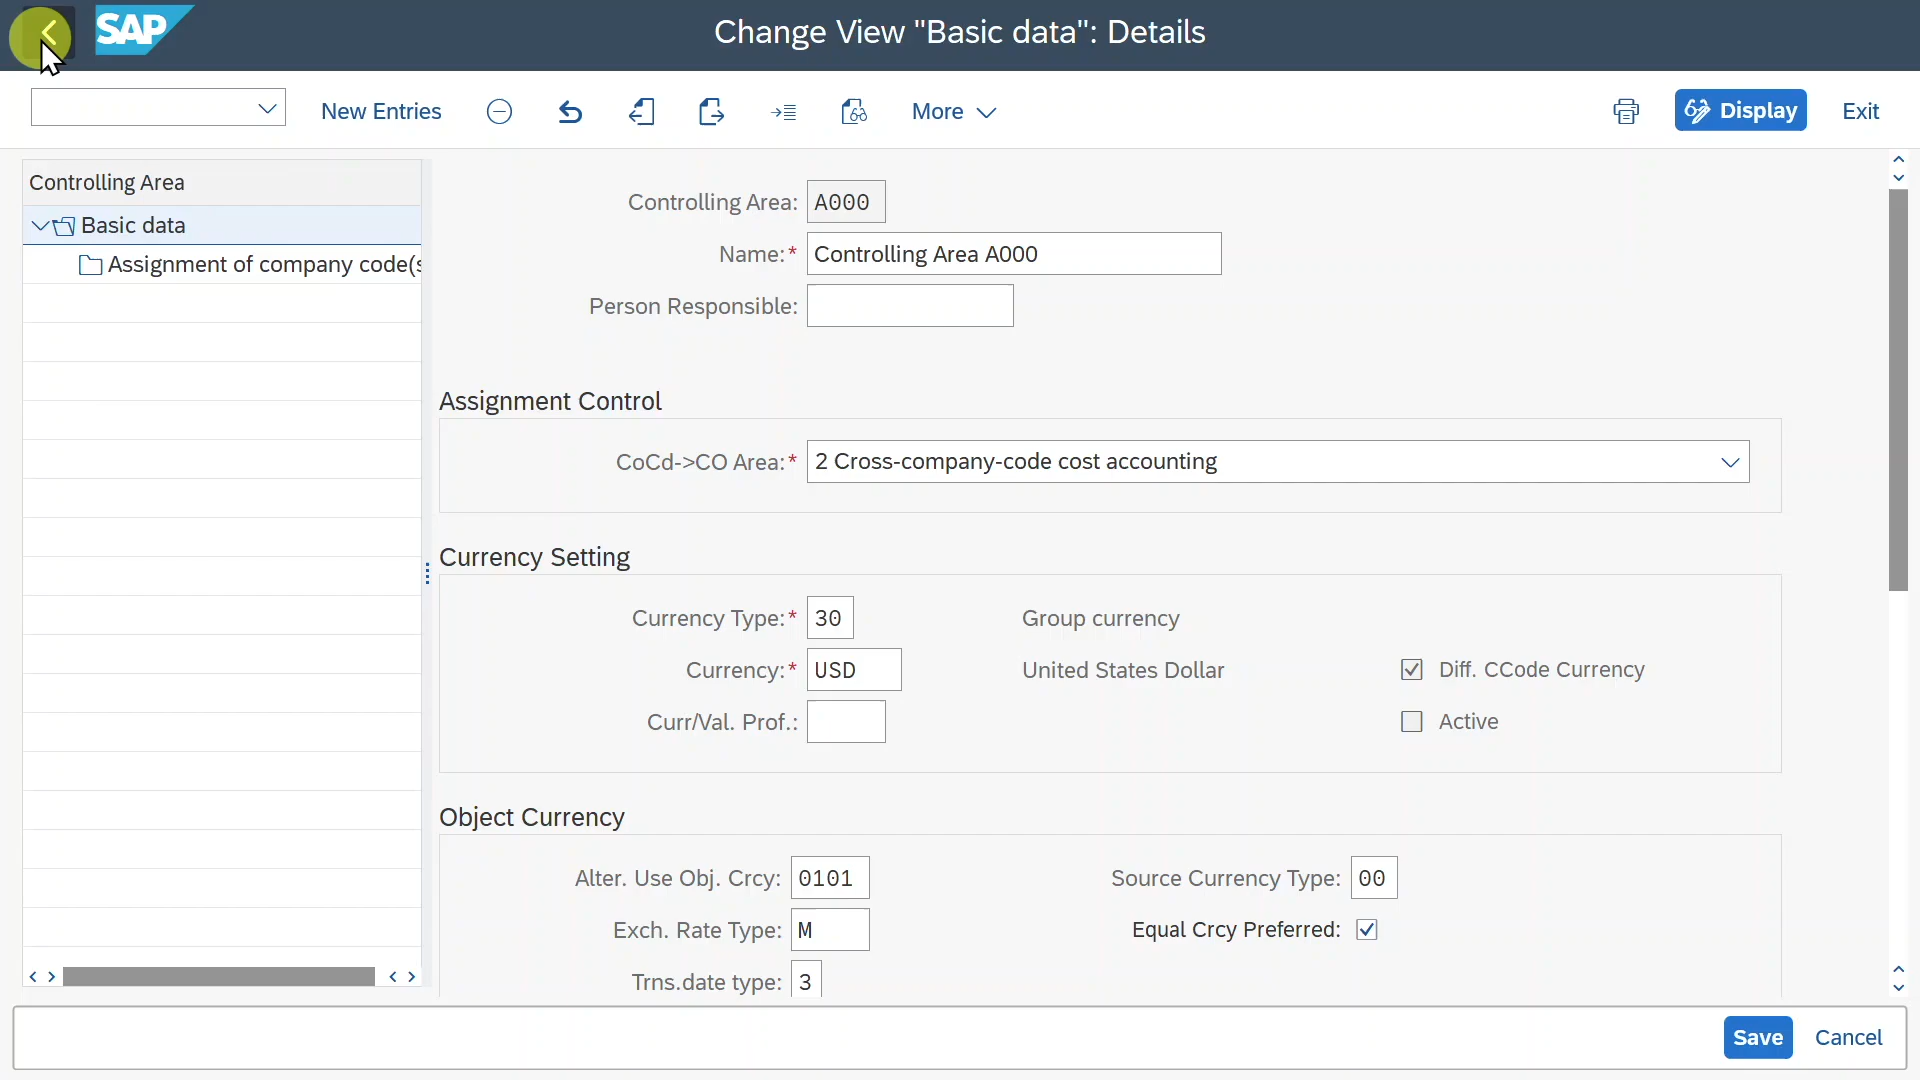 SAP
Change View "Basic data": Details
New Entries
More
Display
Exit
Controlling Area
Basic data
Assignment of company code(s
Controlling Area: A000
Name:* Controlling Area A000
Person Responsible:
Assignment Control
CoCd->CO Area:* 2 Cross-company-code cost accounting
Currency Setting
Currency Type:* 30 Group currency
Currency:* USD United States Dollar Diff. CCode Currency
Curr/Val. Prof.: Active
Object Currency
Alter. Use Obj. Crcy: 0101 Source Currency Type: 00
Exch. Rate Type: M Equal Crcy Preferred:
Trns.date type: 3
Save Cancel